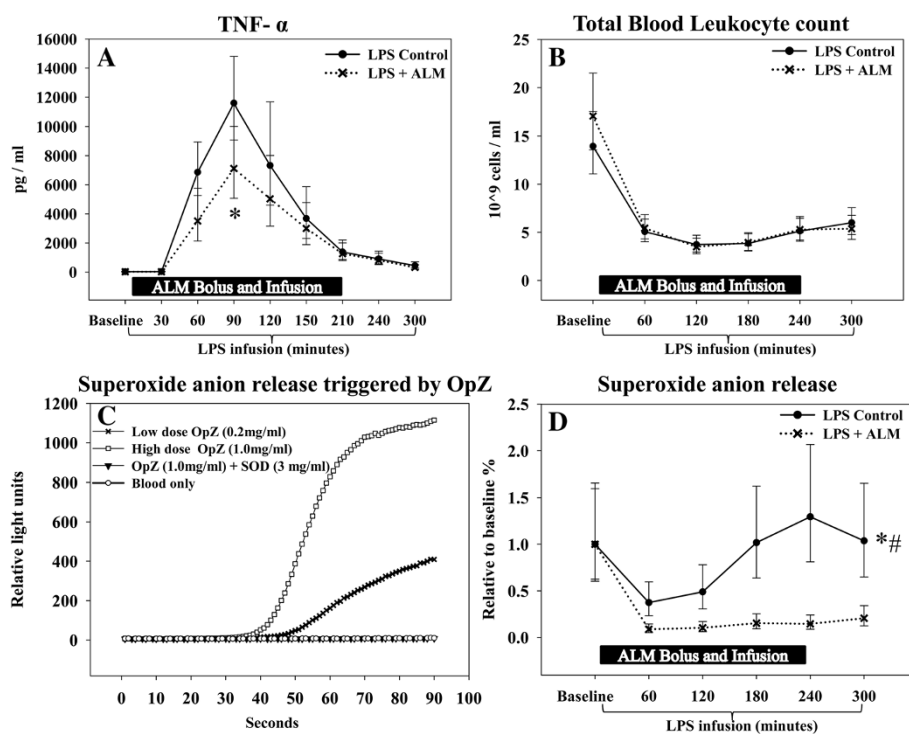 TNF- α
A
LPS Control
LPS + ALM
16000
14000
12000
10000
8000
6000
4000
2000
0
pg / ml
*
ALM Bolus and Infusion
Baseline 30 60 90 120 150 210 240 300
LPS infusion (minutes)
Total Blood Leukocyte count
B
LPS Control
LPS + ALM
25
20
15
10
5
0
10^9 cells / ml
ALM Bolus and Infusion
Baseline 60 120 180 240 300
LPS infusion (minutes)
Superoxide anion release triggered by OpZ
C
Low dose OpZ (0.2mg/ml)
High dose OpZ (1.0mg/ml)
OpZ (1.0mg/ml) + SOD (3 mg/ml)
Blood only
1200
1000
800
600
400
200
0
Relative light units
0 10 20 30 40 50 60 70 80 90
Seconds
Superoxide anion release
D
LPS Control
LPS + ALM
2.5
2.0
1.5
1.0
0.5
0.0
Relative to baseline %
*#
ALM Bolus and Infusion
Baseline 60 120 180 240 300
LPS infusion (minutes)